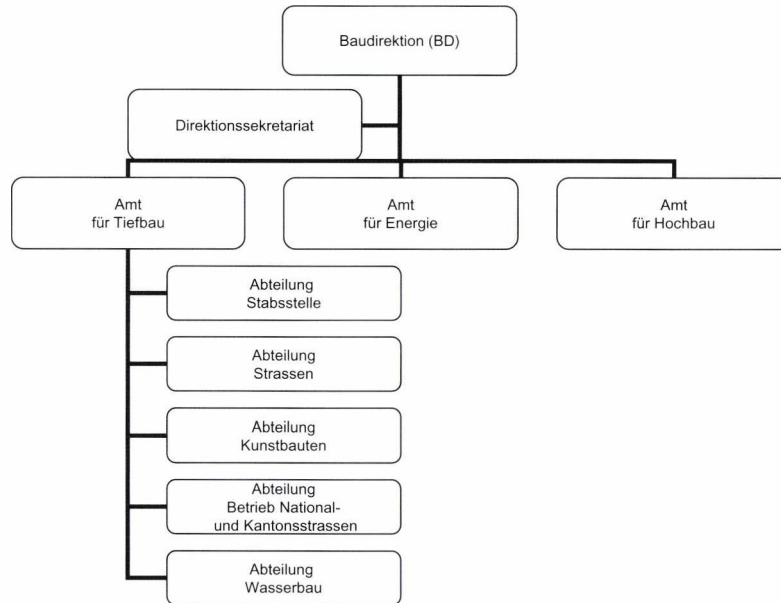 Baudirektion (BD)
Direktionssekretariat
Amt
für Tiefbau
Amt
für Energie
Amt
für Hochbau
Abteilung
Stabsstelle
Abteilung
Strassen
Abteilung
Kunstbauten
Abteilung
Betrieb National-
und Kantonsstrassen
Abteilung
Wasserbau